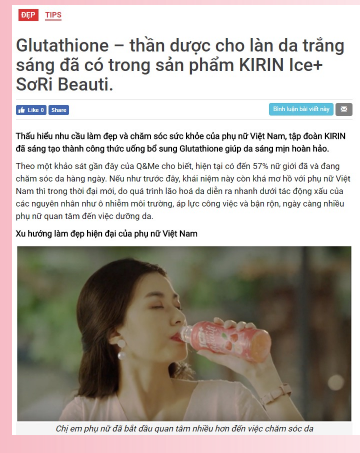 ĐẸP TIPS
Glutathione – thần dược cho làn da trắng
sáng đã có trong sản phẩm KIRIN Ice+
SơRi Beauti.
Like 0 Share
Bình luận bài viết này
Thấu hiểu nhu cầu làm đẹp và chăm sóc sức khỏe của phụ nữ Việt Nam, tập đoàn KIRIN
đã sáng tạo thành công thức uống bổ sung Glutathione giúp da sáng mịn hoàn hảo.
Theo một khảo sát gần đây của Q&Me cho biết, hiện tại có đến 57% nữ giới đã và đang
chăm sóc da hàng ngày. Nếu như trước đây, khái niệm này còn khá mơ hồ với phụ nữ Việt
Nam thì trong thời đại mới, do quá trình lão hoá da diễn ra nhanh dưới tác động xấu của
các nguyên nhân như ô nhiễm môi trường, áp lực công việc và bận rộn, ngày càng nhiều
phụ nữ quan tâm đến việc dưỡng da.
Xu hướng làm đẹp hiện đại của phụ nữ Việt Nam
Chị em phụ nữ đã bắt đầu quan tâm nhiều hơn đến việc chăm sóc da